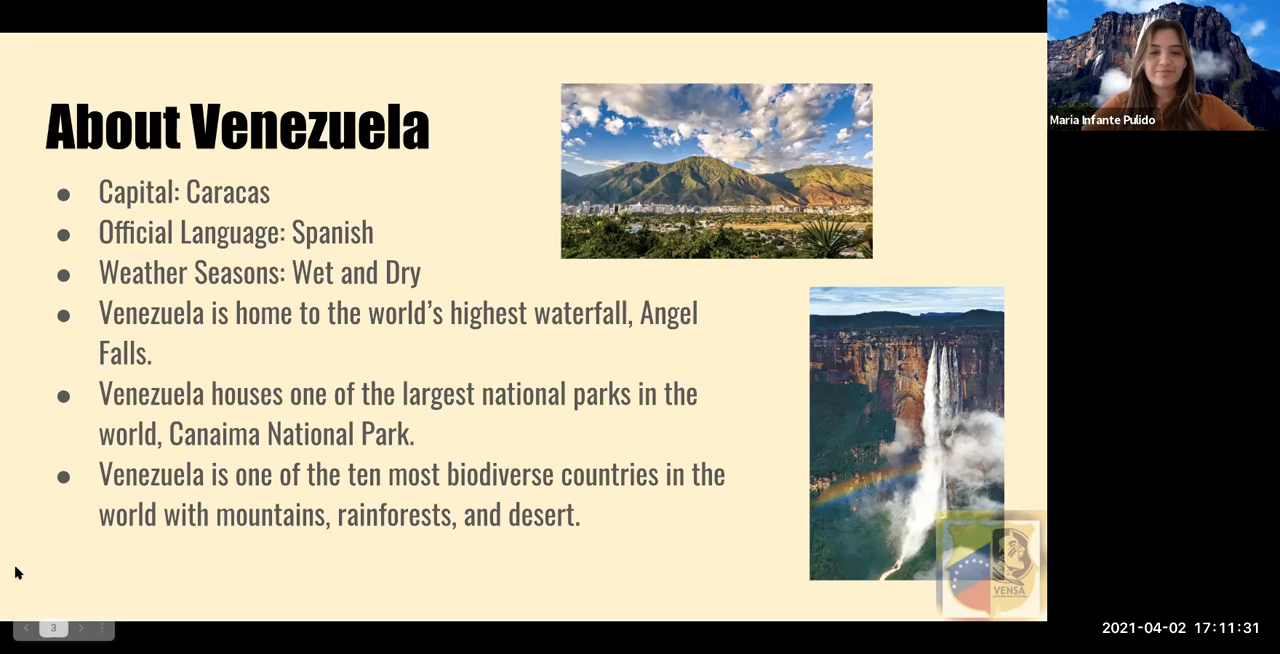 About Venezuela
● Capital: Caracas
● Official Language: Spanish
● Weather Seasons: Wet and Dry
● Venezuela is home to the world’s highest waterfall, Angel
Falls.
● Venezuela houses one of the largest national parks in the
world, Canaima National Park.
● Venezuela is one of the ten most biodiverse countries in the
world with mountains, rainforests, and desert.
Maria Infante Pulido
VENSA
3
2021-04-02 17:11:31